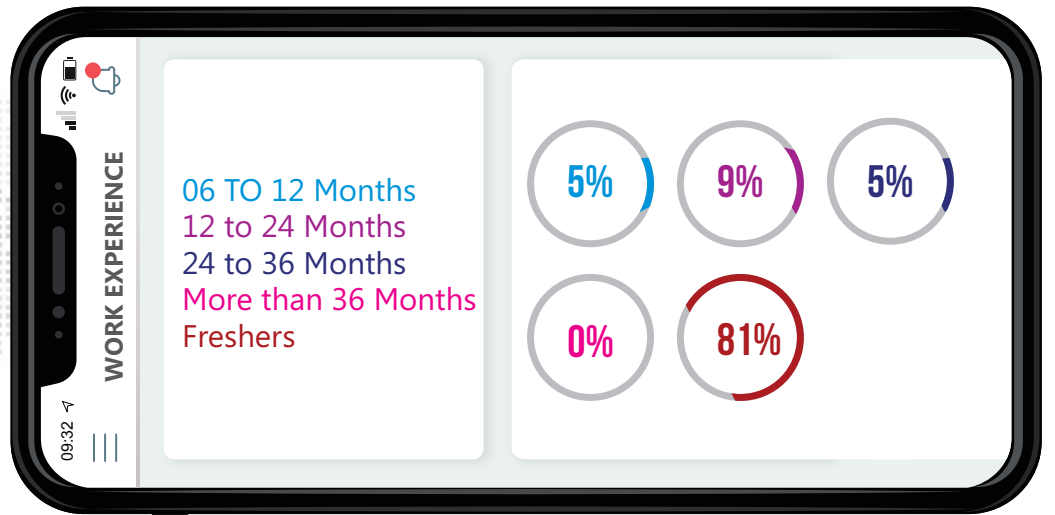 09:32
WORK EXPERIENCE
06 TO 12 Months
12 to 24 Months
24 to 36 Months
More than 36 Months
Freshers
5%
9%
5%
0%
81%